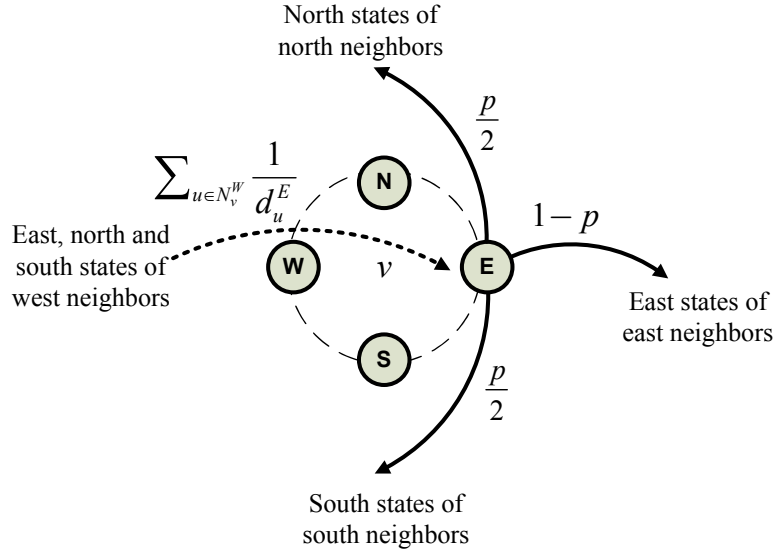 North states of
north neighbors
p/2
∑_{u∈N_v^W} 1/d_u^E
N
1−p
East, north and
south states of
west neighbors
W
v
E
East states of
east neighbors
S
p/2
South states of
south neighbors